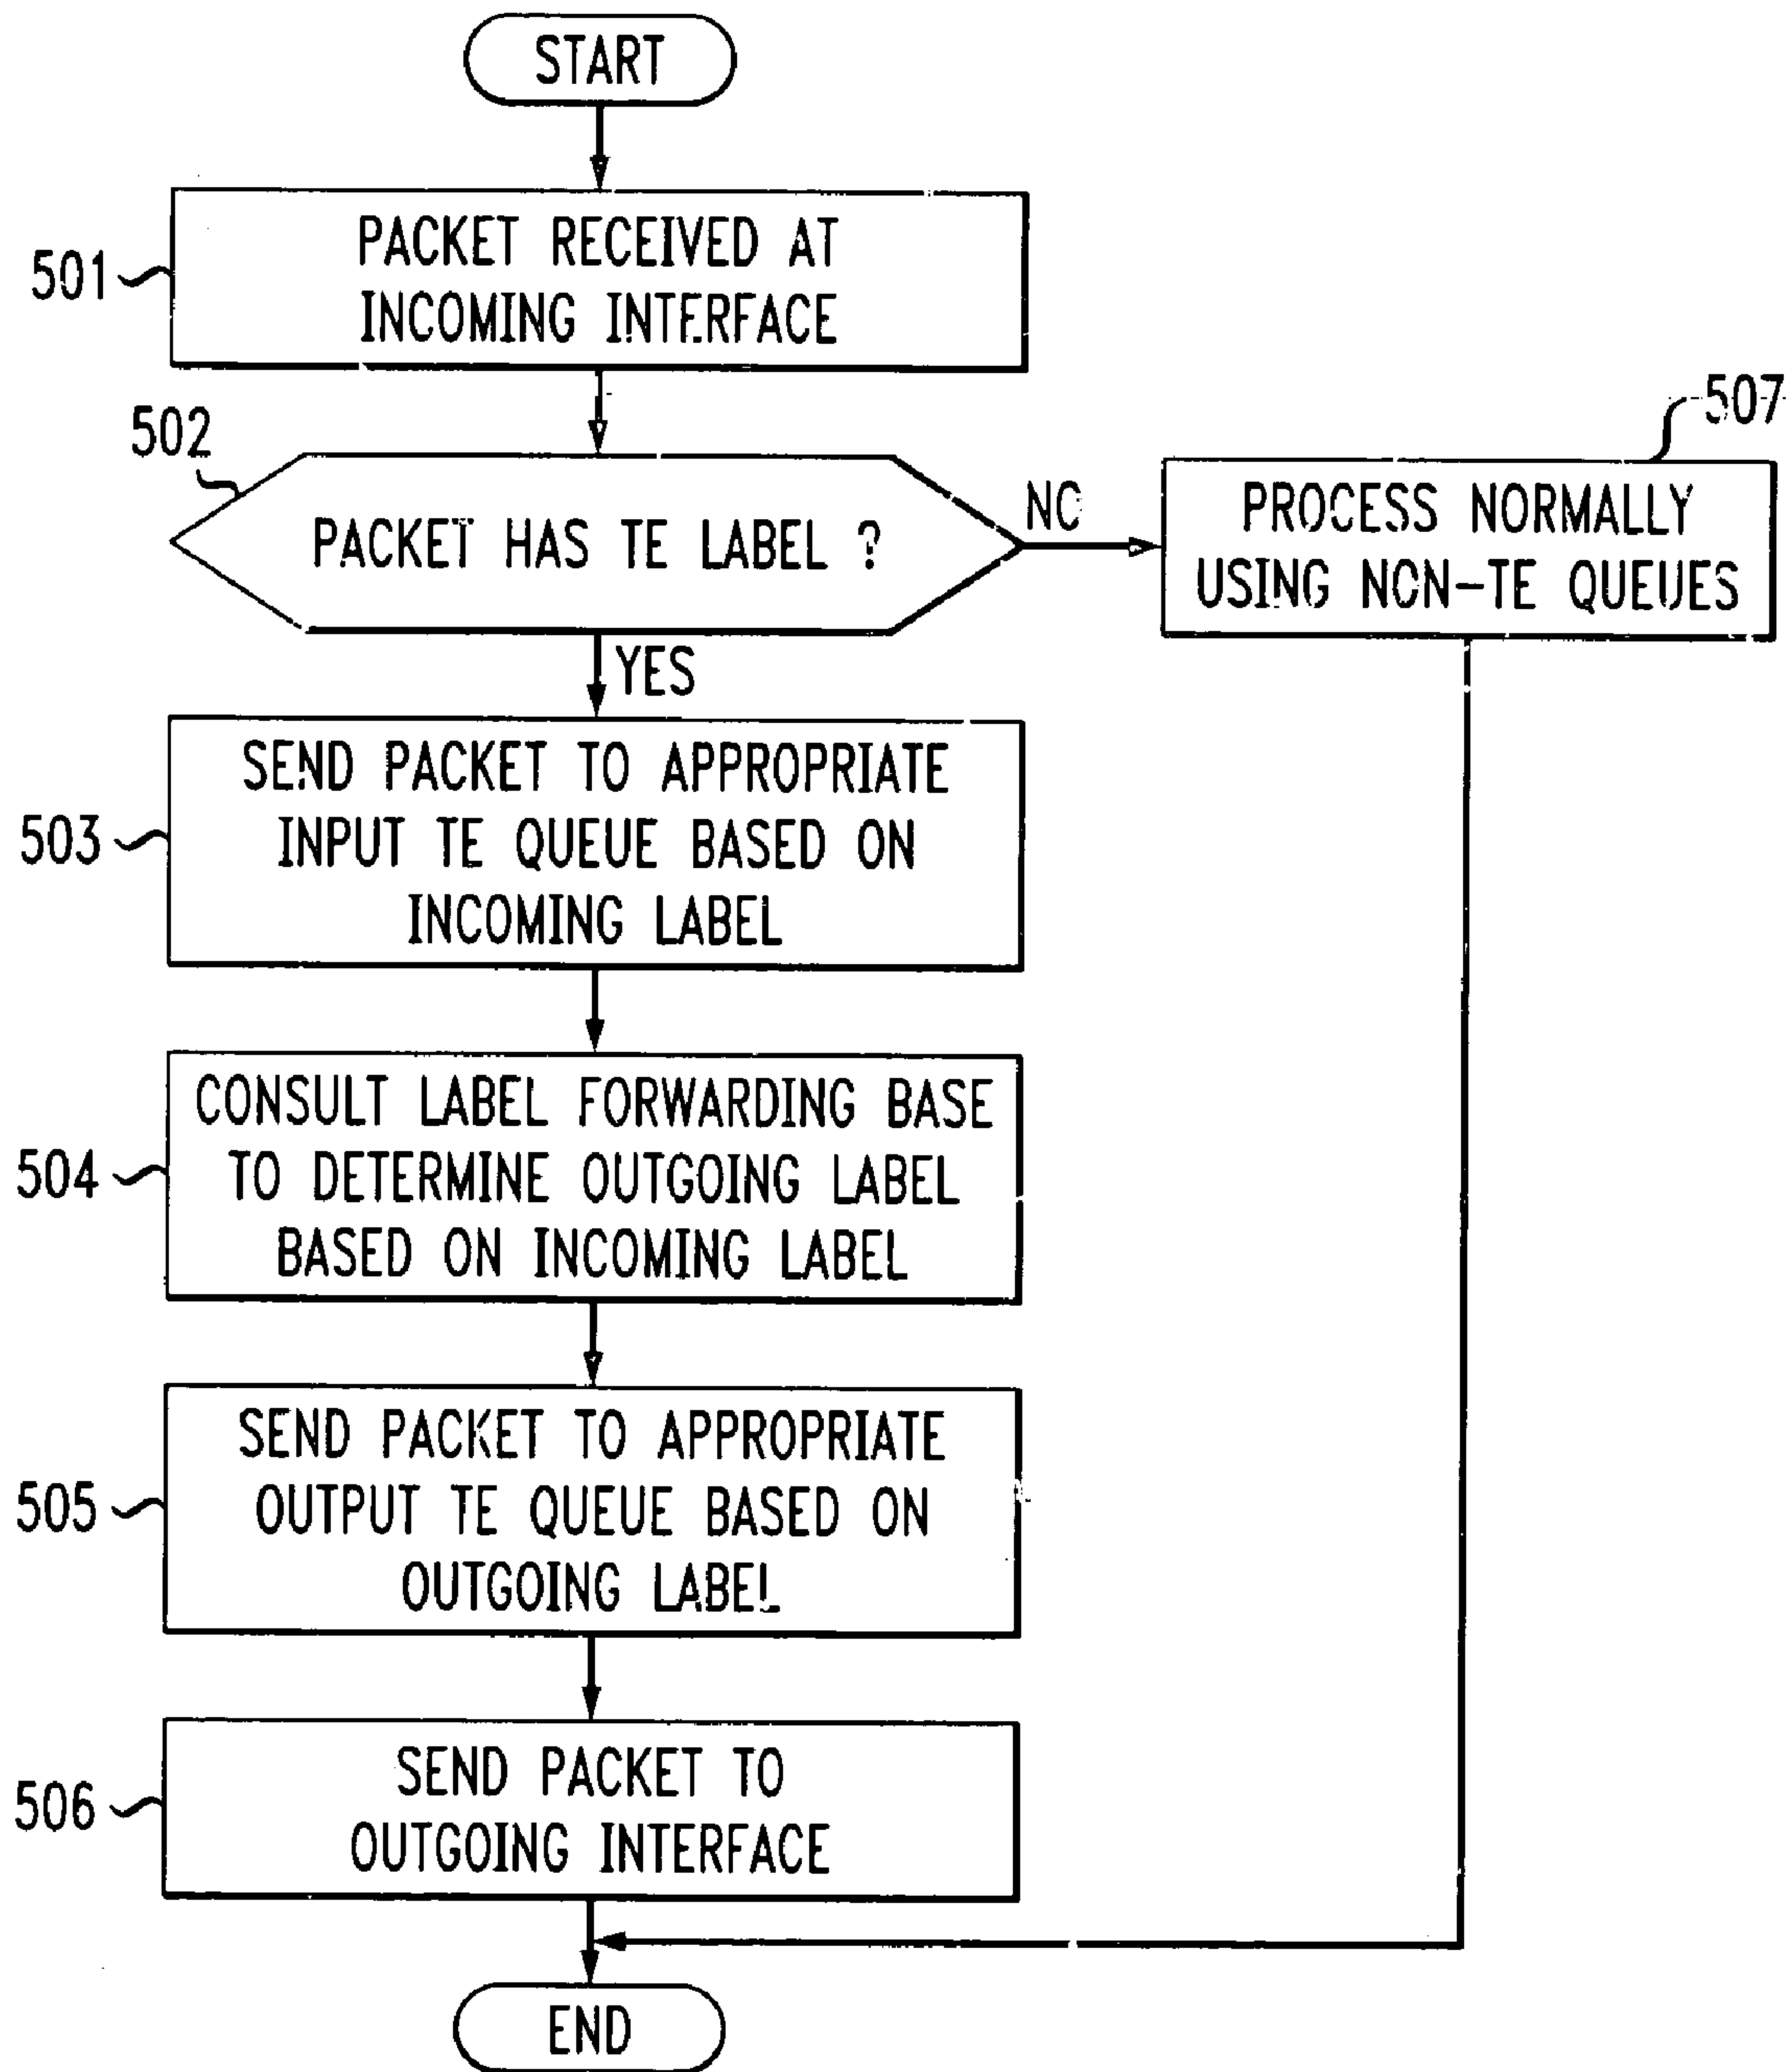 START
501
PACKET RECEIVED AT
INCOMING INTERFACE
502
PACKET HAS TE LABEL ?
NO
507
PROCESS NORMALLY
USING NON-TE QUEUES
YES
503
SEND PACKET TO APPROPRIATE
INPUT TE QUEUE BASED ON
INCOMING LABEL
504
CONSULT LABEL FORWARDING BASE
TO DETERMINE OUTGOING LABEL
BASED ON INCOMING LABEL
505
SEND PACKET TO APPROPRIATE
OUTPUT TE QUEUE BASED ON
OUTGOING LABEL
506
SEND PACKET TO
OUTGOING INTERFACE
END